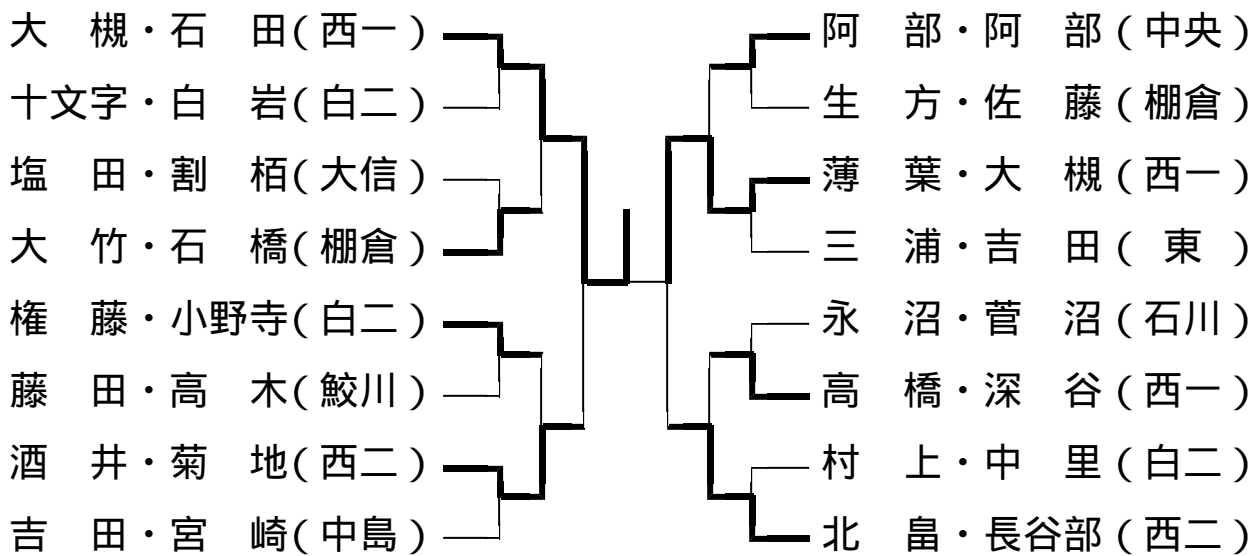 大　槻・石　田(西一)
十文字・白　岩(白二)
塩　田・割　栢(大信)
大　竹・石　橋(棚倉)
権　藤・小野寺(白二)
藤　田・高　木(鮫川)
酒　井・菊　地(西二)
吉　田・宮　崎(中島)
阿　部・阿　部(中央)
生　方・佐　藤(棚倉)
薄　葉・大　槻(西一)
三　浦・吉　田(東)
永　沼・菅　沼(石川)
高　橋・深　谷(西一)
村　上・中　里(白二)
北　畠・長谷部(西二)